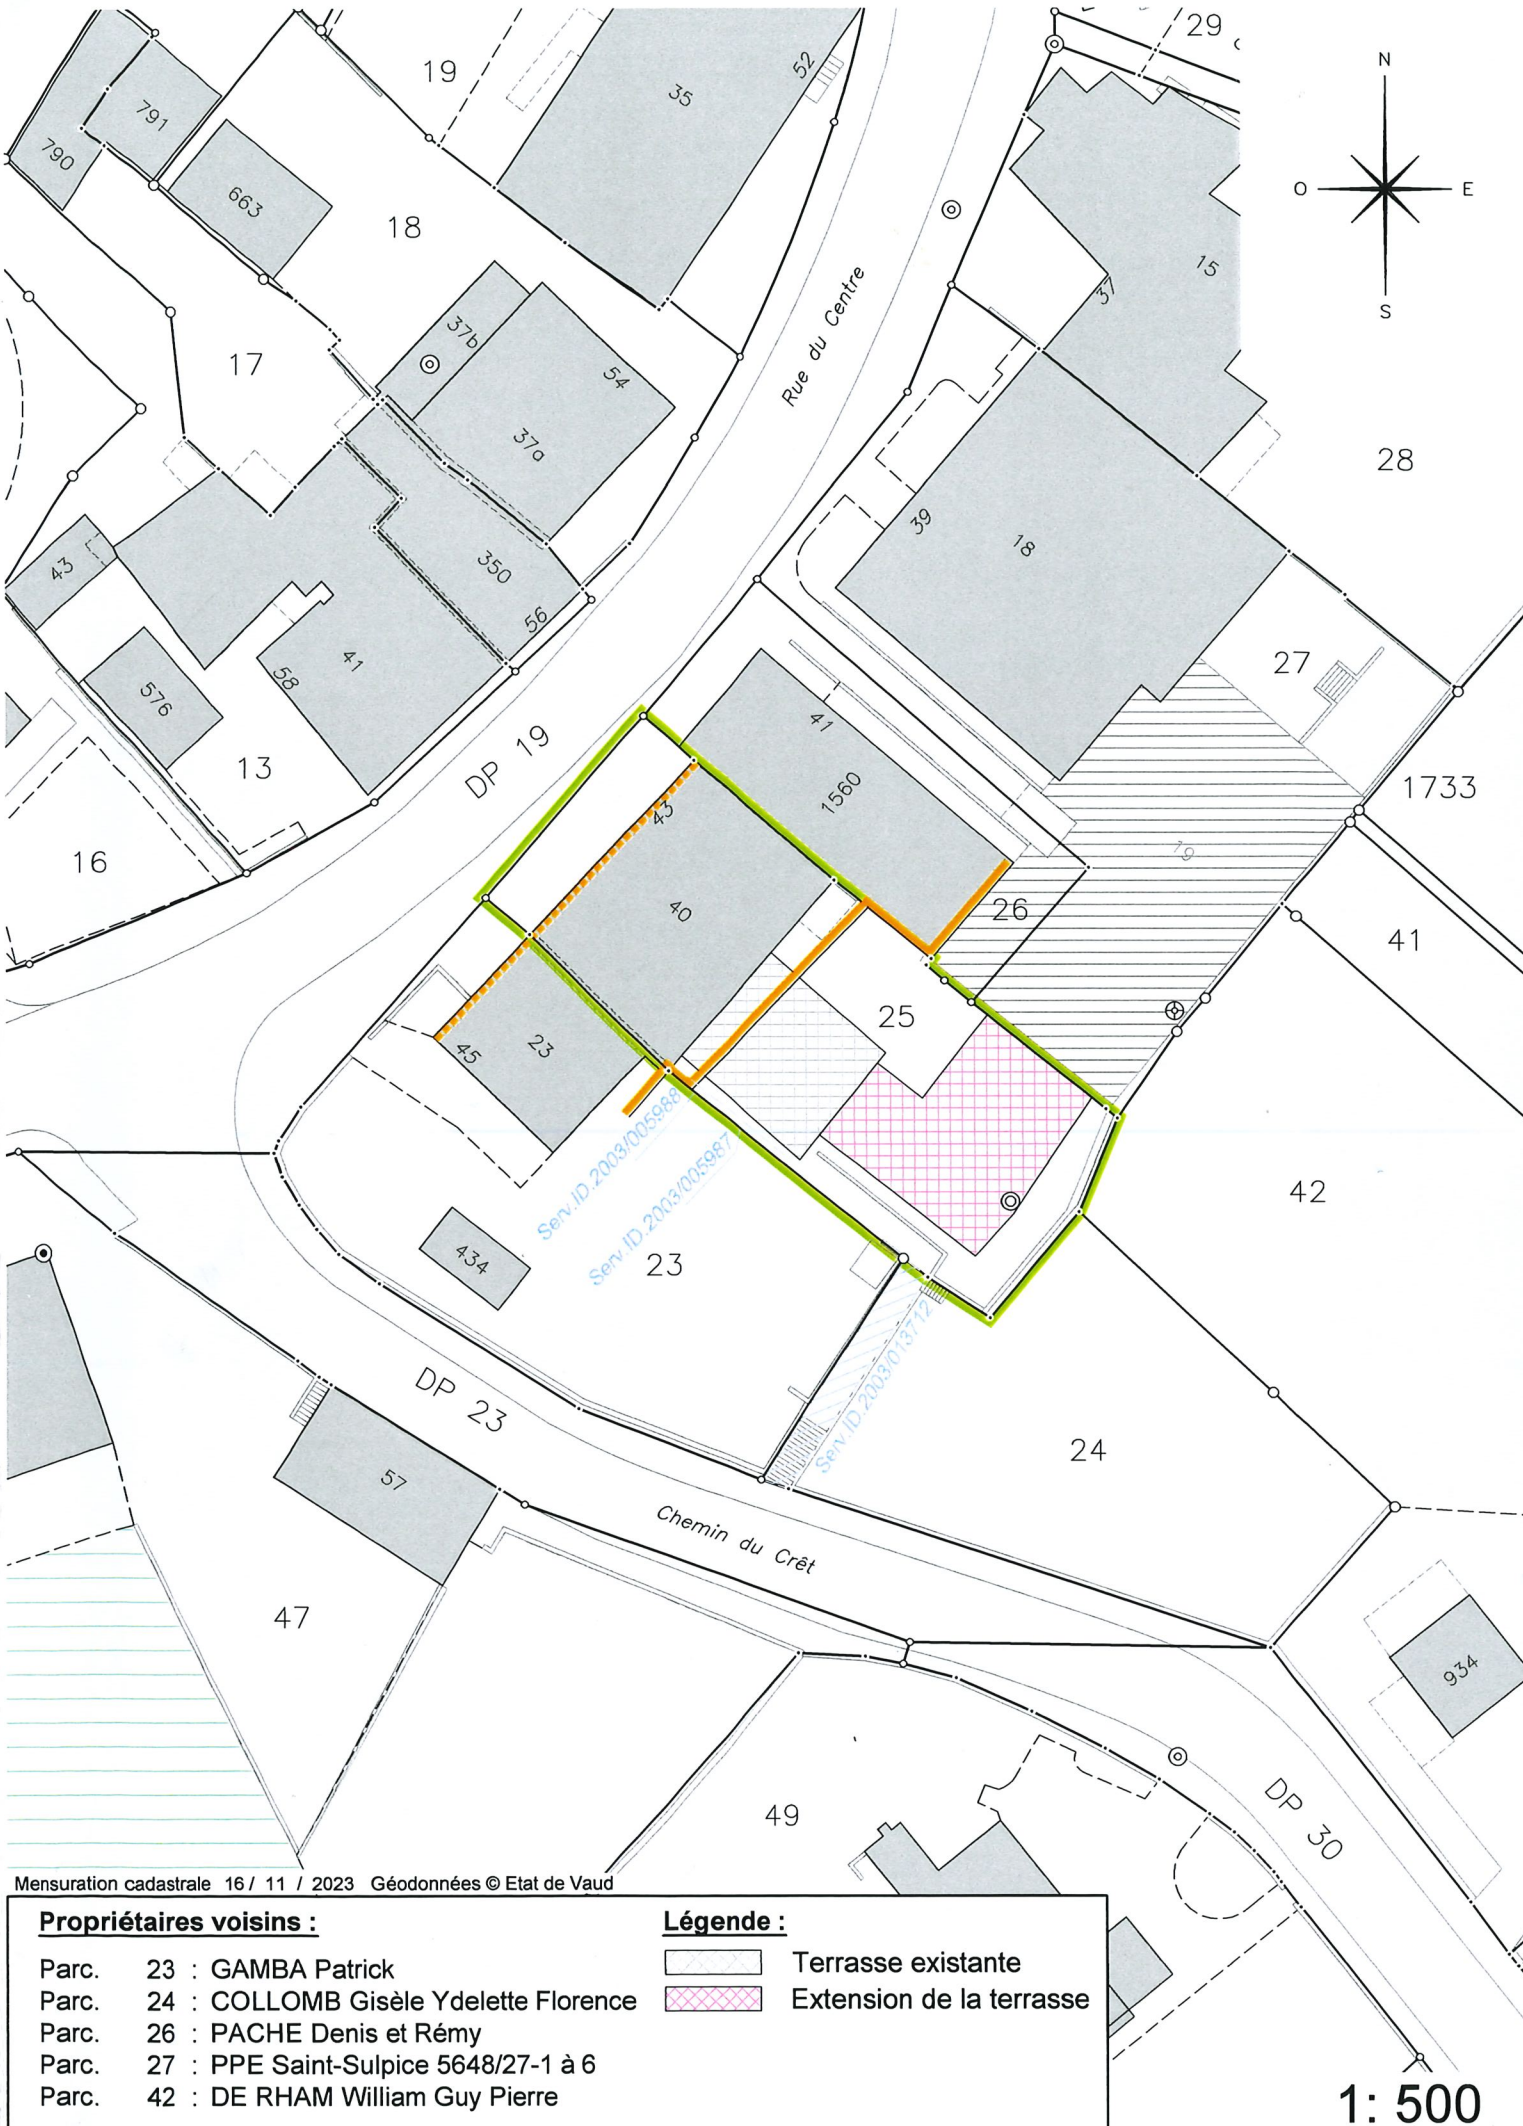 29
N
O
E
S
19
35
52
791
790
663
18
15
37
17
37b
54
37a
Rue du Centre
28
39
18
43
350
56
41
58
576
13
DP 19
27
41
1560
1733
16
43
40
19
26
41
25
23
45
Serv.ID.2003/005988
Serv.ID.2003/005987
42
434
23
Serv.ID.2003/013712
DP 23
24
57
Chemin du Crêt
47
934
49
DP 30
Mensuration cadastrale 16 / 11 / 2023 Géodonnées © Etat de Vaud
Propriétaires voisins :
Parc. 23 : GAMBA Patrick
Parc. 24 : COLLOMB Gisèle Ydelette Florence
Parc. 26 : PACHE Denis et Rémy
Parc. 27 : PPE Saint-Sulpice 5648/27-1 à 6
Parc. 42 : DE RHAM William Guy Pierre
Légende :
Terrasse existante
Extension de la terrasse
1: 500